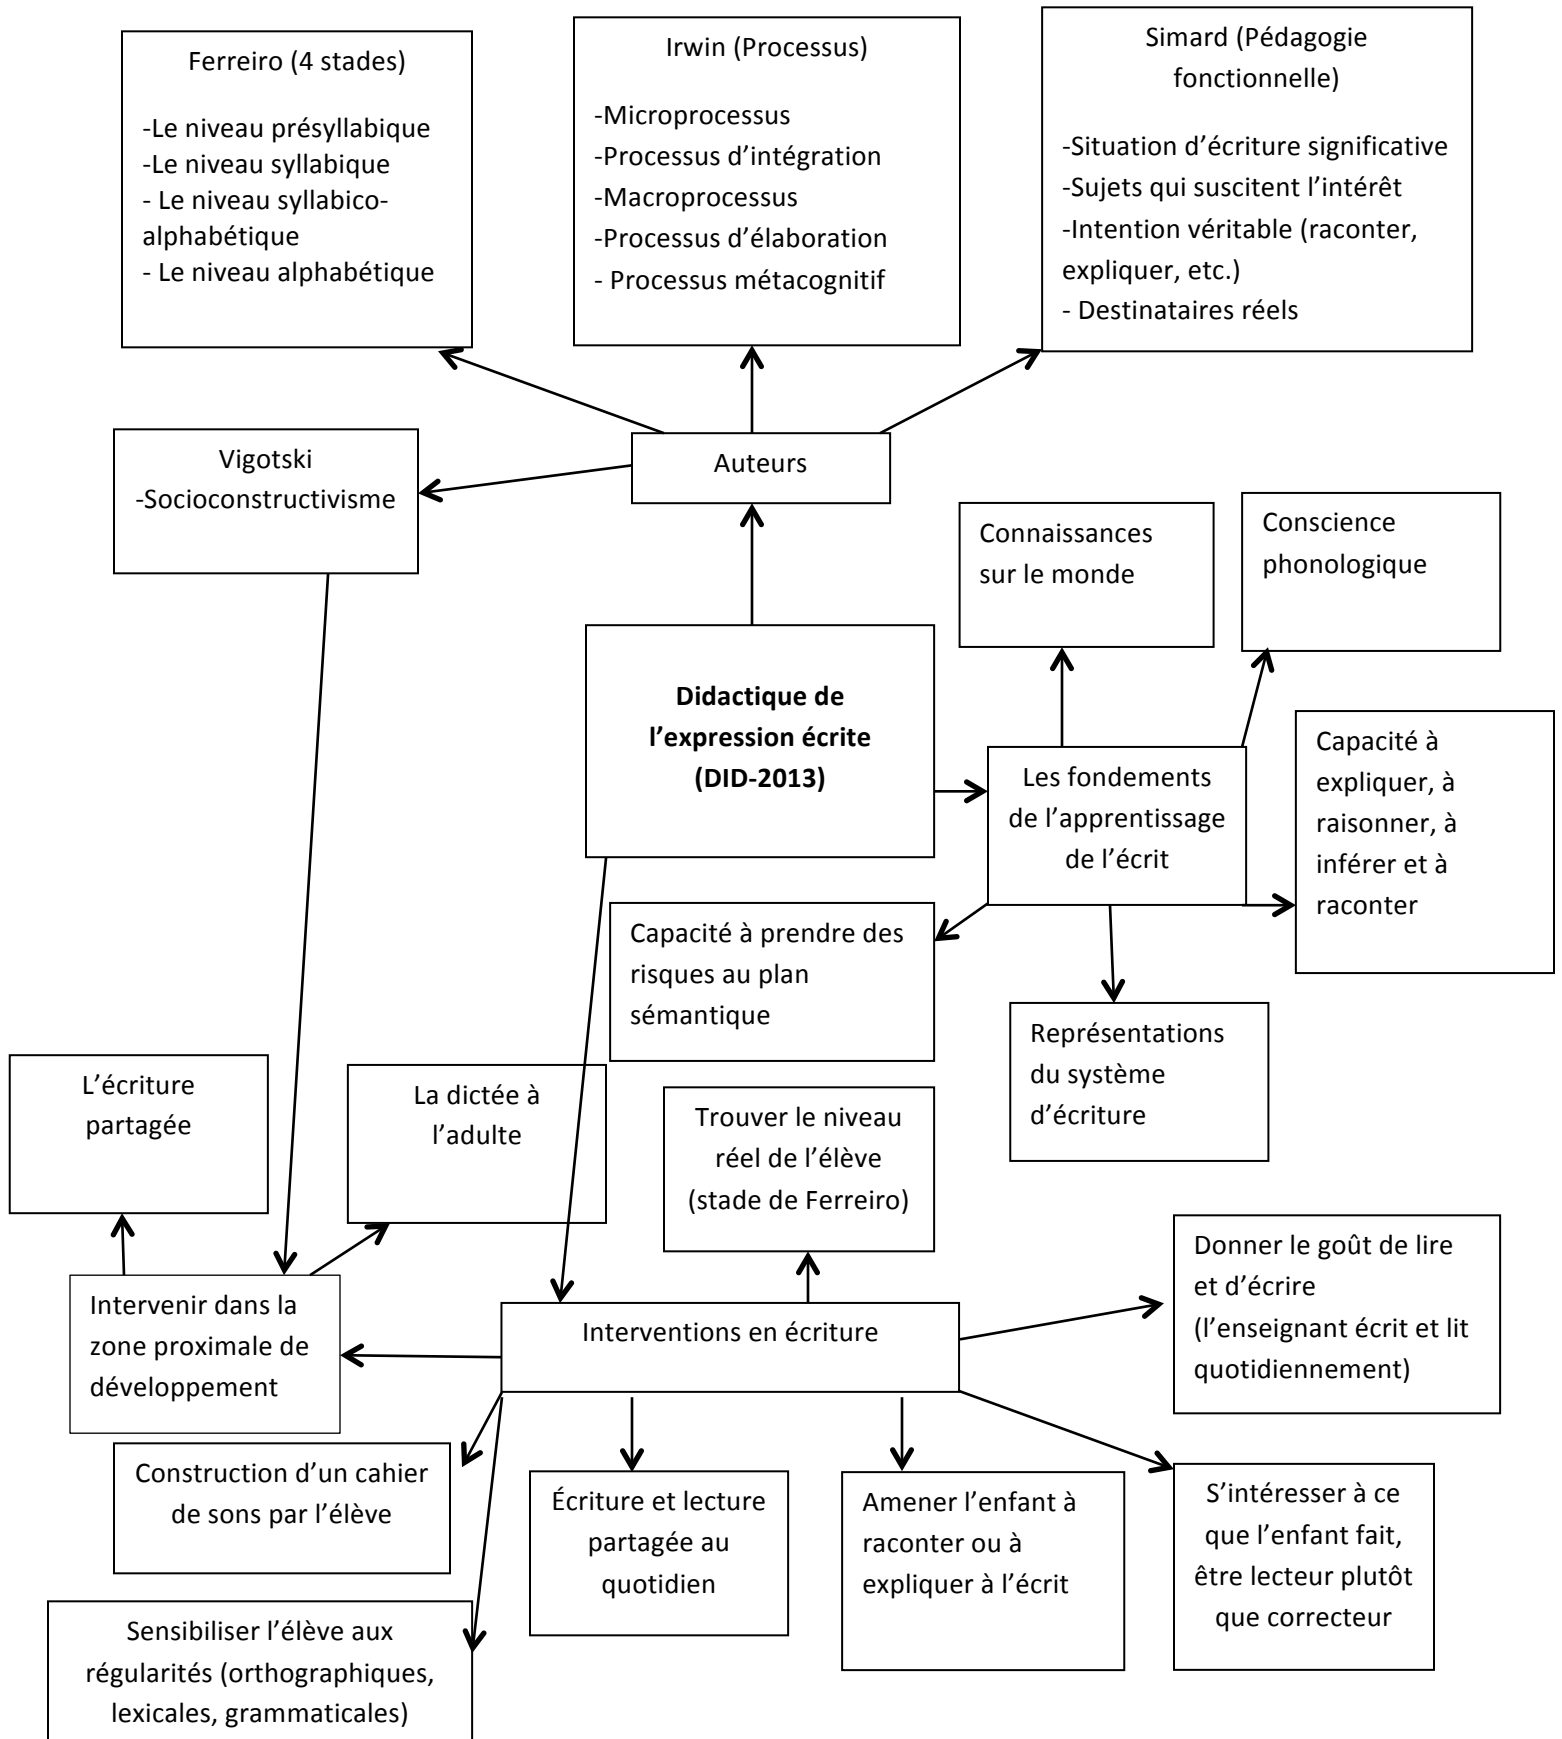 Ferreiro (4 stades)
-Le niveau présyllabique
-Le niveau syllabique
- Le niveau syllabico-
alphabétique
- Le niveau alphabétique
Irwin (Processus)
-Microprocessus
-Processus d’intégration
-Macroprocessus
-Processus d’élaboration
- Processus métacognitif
Simard (Pédagogie
fonctionnelle)
-Situation d’écriture significative
-Sujets qui suscitent l’intérêt
-Intention véritable (raconter,
expliquer, etc.)
- Destinataires réels
Vigotski
-Socioconstructivisme
Auteurs
Connaissances
sur le monde
Conscience
phonologique
Didactique de
l’expression écrite
(DID-2013)
Les fondements
de l’apprentissage
de l’écrit
Capacité à
expliquer, à
raisonner, à
inférer et à
raconter
Capacité à prendre des
risques au plan
sémantique
Représentations
du système
d’écriture
L’écriture
partagée
La dictée à
l’adulte
Trouver le niveau
réel de l’élève
(stade de Ferreiro)
Donner le goût de lire
et d’écrire
(l’enseignant écrit et lit
quotidiennement)
Intervenir dans la
zone proximale de
développement
Interventions en écriture
Construction d’un cahier
de sons par l’élève
Écriture et lecture
partagée au
quotidien
Amener l’enfant à
raconter ou à
expliquer à l’écrit
S’intéresser à ce
que l’enfant fait,
être lecteur plutôt
que correcteur
Sensibiliser l’élève aux
régularités (orthographiques,
lexicales, grammaticales)